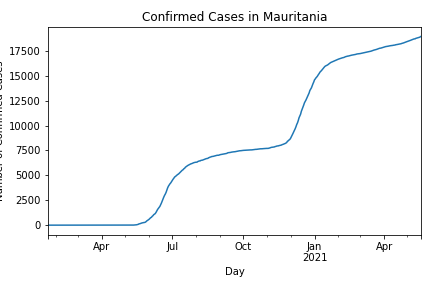 Confirmed Cases in Mauritania
Number of Confirmed Cases
17500
15000
12500
10000
7500
5000
2500
0
Apr
Jul
Oct
Jan
2021
Apr
Day